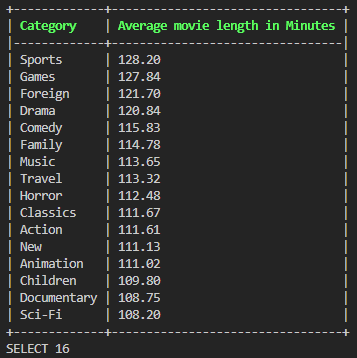 +-------------+---------------------------------+
| Category    | Average movie length in Minutes |
|-------------+---------------------------------|
| Sports      | 128.20                          |
| Games       | 127.84                          |
| Foreign     | 121.70                          |
| Drama       | 120.84                          |
| Comedy      | 115.83                          |
| Family      | 114.78                          |
| Music       | 113.65                          |
| Travel      | 113.32                          |
| Horror      | 112.48                          |
| Classics    | 111.67                          |
| Action      | 111.61                          |
| New         | 111.13                          |
| Animation   | 111.02                          |
| Children    | 109.80                          |
| Documentary | 108.75                          |
| Sci-Fi      | 108.20                          |
+-------------+---------------------------------+
SELECT 16